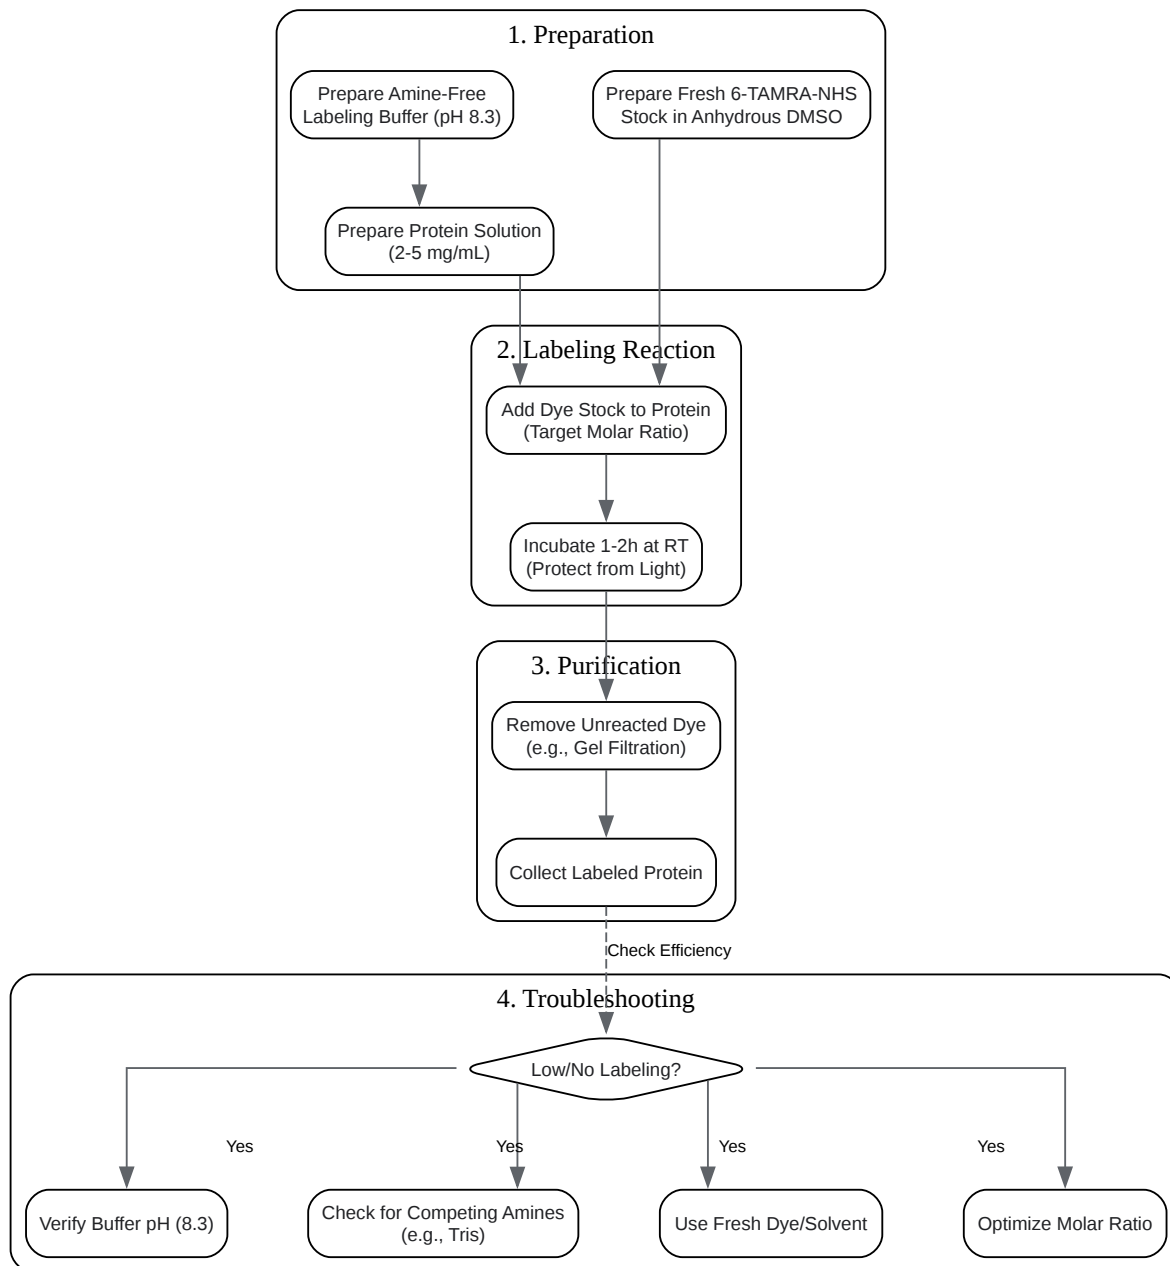 1. Preparation
Prepare Amine-Free
Labeling Buffer (pH 8.3)
Prepare Fresh 6-TAMRA-NHS
Stock in Anhydrous DMSO
Prepare Protein Solution
(2-5 mg/mL)
2. Labeling Reaction
Add Dye Stock to Protein
(Target Molar Ratio)
Incubate 1-2h at RT
(Protect from Light)
3. Purification
Remove Unreacted Dye
(e.g., Gel Filtration)
Collect Labeled Protein
Check Efficiency
4. Troubleshooting
Low/No Labeling?
Yes
Yes
Yes
Yes
Verify Buffer pH (8.3)
Check for Competing Amines
(e.g., Tris)
Use Fresh Dye/Solvent
Optimize Molar Ratio